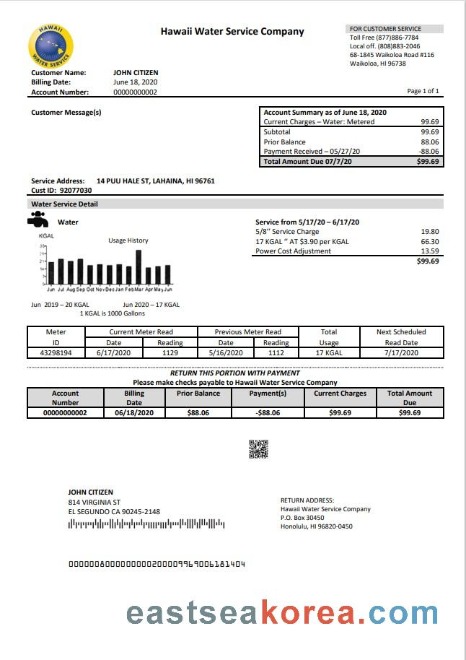 HAWAII
WATER SERVICE
Hawaii Water Service Company
FOR CUSTOMER SERVICE
Toll Free (877)886-7784
Local off. (808)883-2046
68-1845 Waikoloa Road #116
Waikoloa, HI 96738
Customer Name: JOHN CITIZEN
Billing Date: June 18, 2020
Account Number: 00000000002
Page 1 of 1
Customer Message(s)
Account Summary as of June 18, 2020
Current Charges – Water: Metered 99.69
Subtotal 99.69
Prior Balance 88.06
Payment Received – 05/27/20 -88.06
Total Amount Due 07/7/20 $99.69
Service Address: 14 PUU HALE ST, LAHAINA, HI 96761
Cust ID: 92077030
Water Service Detail
Water
KGAL
Usage History
Jun Jul Aug Sep Oct Nov Dec Jan Feb Mar Apr May Jun
Jun 2019 – 20 KGAL Jun 2020 – 17 KGAL
1 KGAL is 1000 Gallons
Service from 5/17/20 – 6/17/20
5/8" Service Charge 19.80
17 KGAL " AT $3.90 per KGAL 66.30
Power Cost Adjustment 13.59
$99.69
Meter ID Current Meter Read Previous Meter Read Total Usage Next Scheduled Read Date
Date Reading Date Reading
43298194 6/17/2020 1129 5/16/2020 1112 17 KGAL 7/17/2020
RETURN THIS PORTION WITH PAYMENT
Please make checks payable to Hawaii Water Service Company
Account Number Billing Date Prior Balance Payment(s) Current Charges Total Amount Due
00000000002 06/18/2020 $88.06 -$88.06 $99.69 $99.69
JOHN CITIZEN
814 VIRGINIA ST
EL SEGUNDO CA 90245-2148
RETURN ADDRESS:
Hawaii Water Service Company
P.O. Box 30450
Honolulu, HI 96820-0450
eastseakorea.com